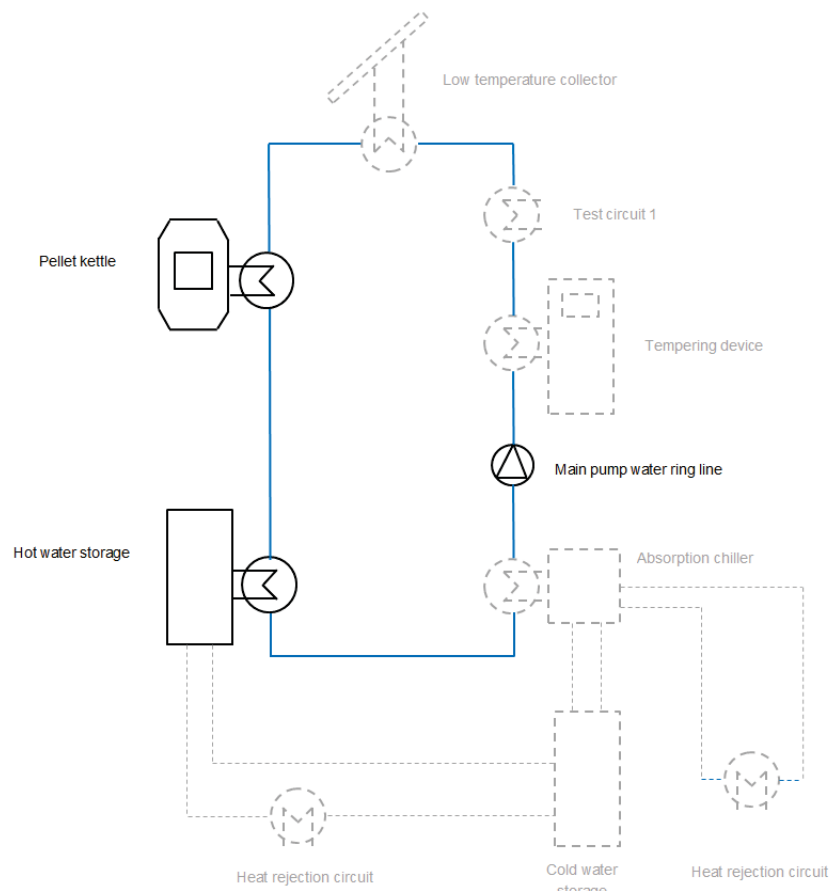 Low temperature collector
Test circuit 1
Pellet kettle
Tempering device
Main pump water ring line
Hot water storage
Absorption chiller
Heat rejection circuit
Cold water
storage
Heat rejection circuit